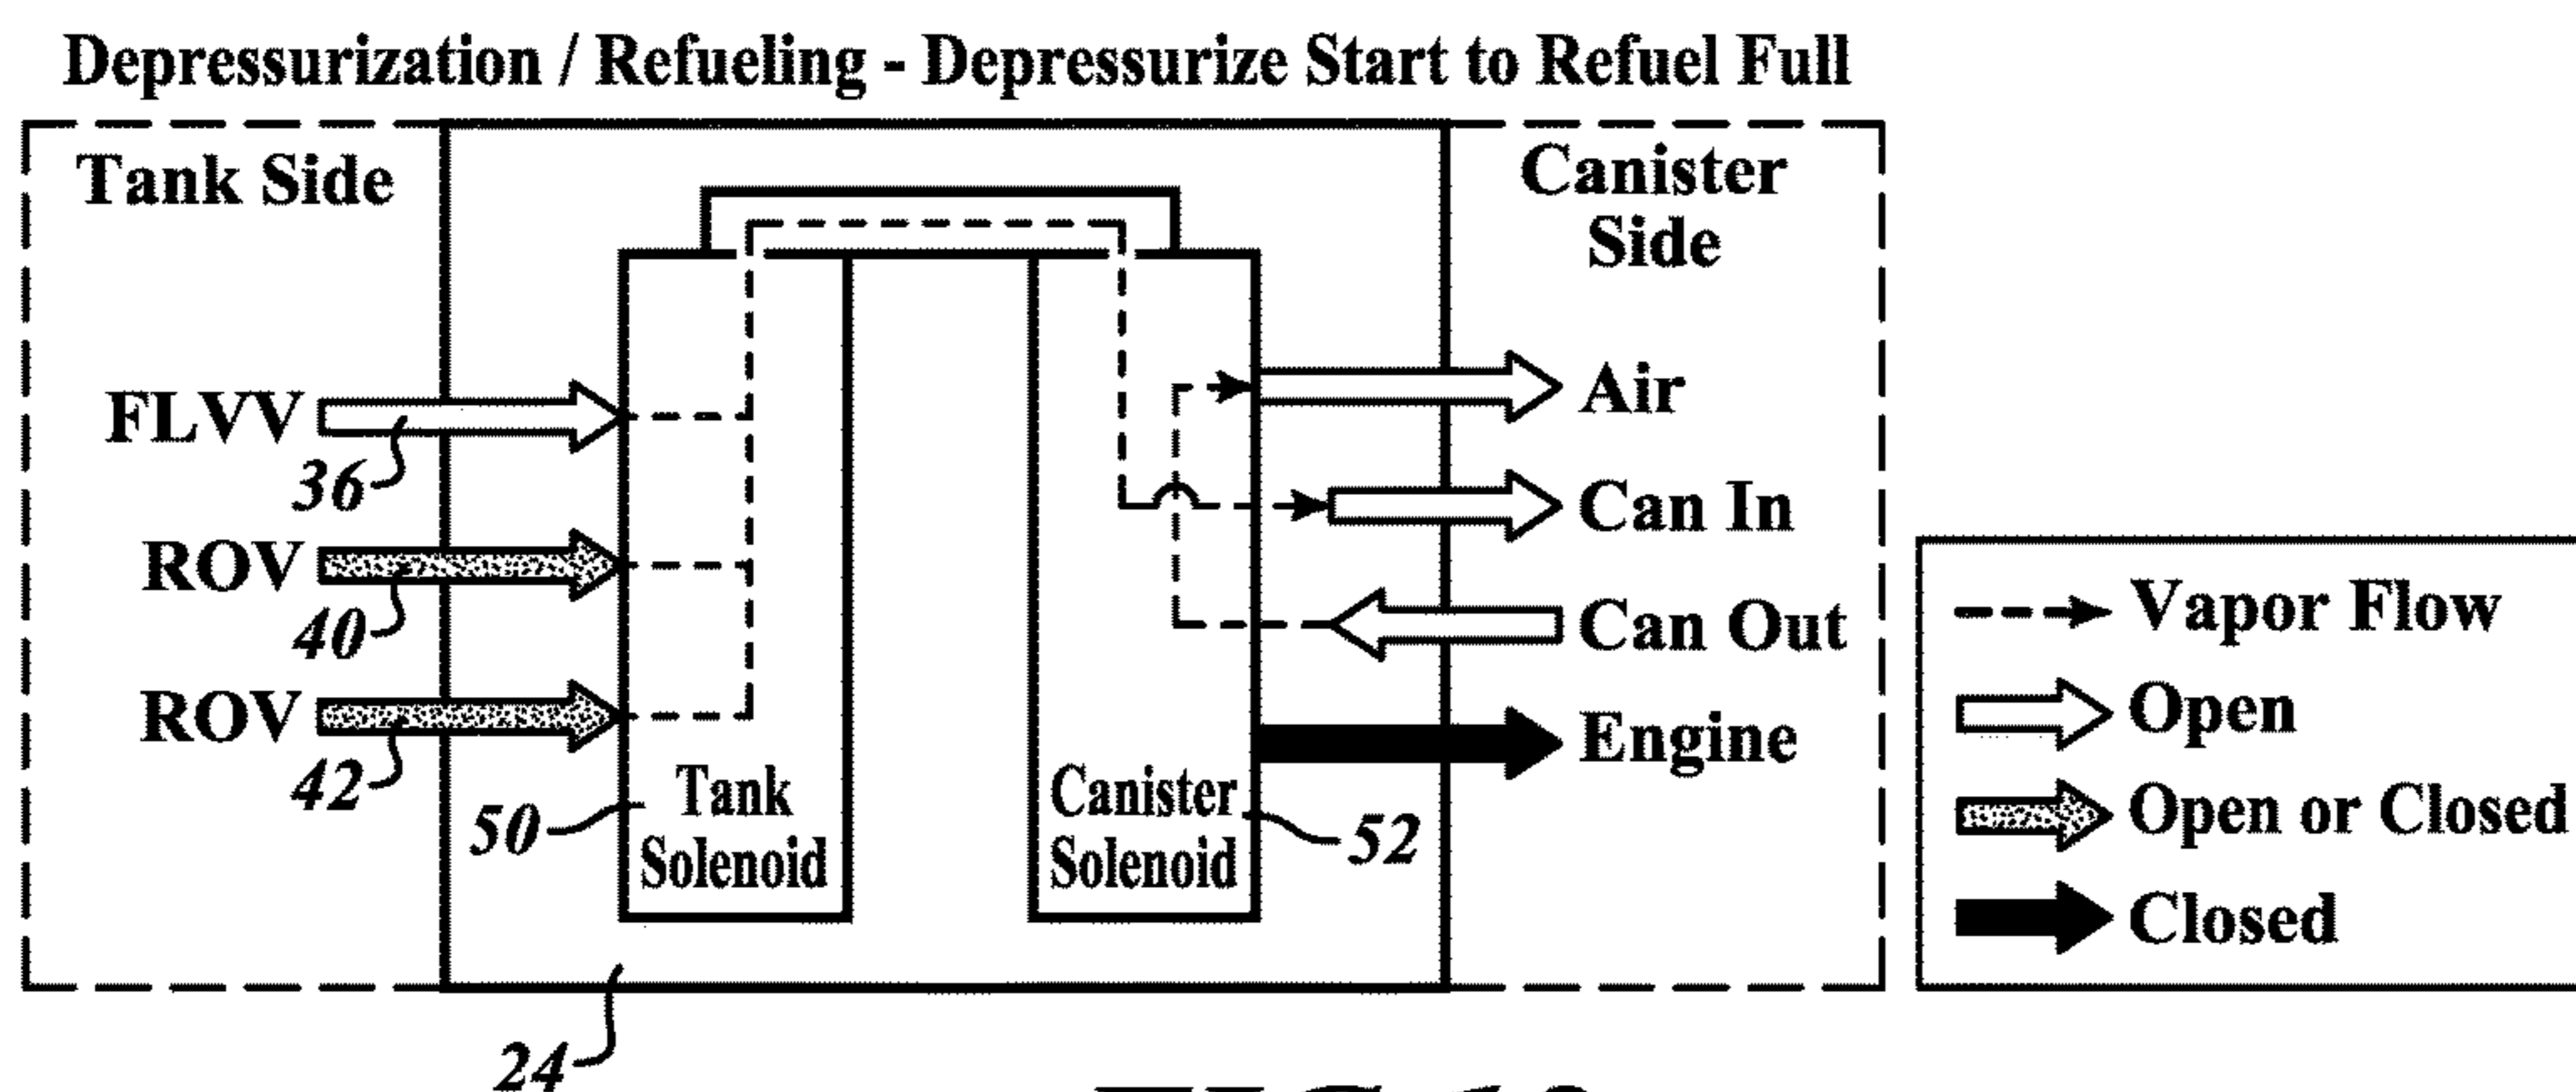 Depressurization / Refueling - Depressurize Start to Refuel Full
Tank Side
Canister
Side
FLVV
36
ROV
40
ROV
42
50
Tank
Solenoid
Canister
Solenoid
52
Air
Can In
Can Out
Engine
24
Vapor Flow
Open
Open or Closed
Closed